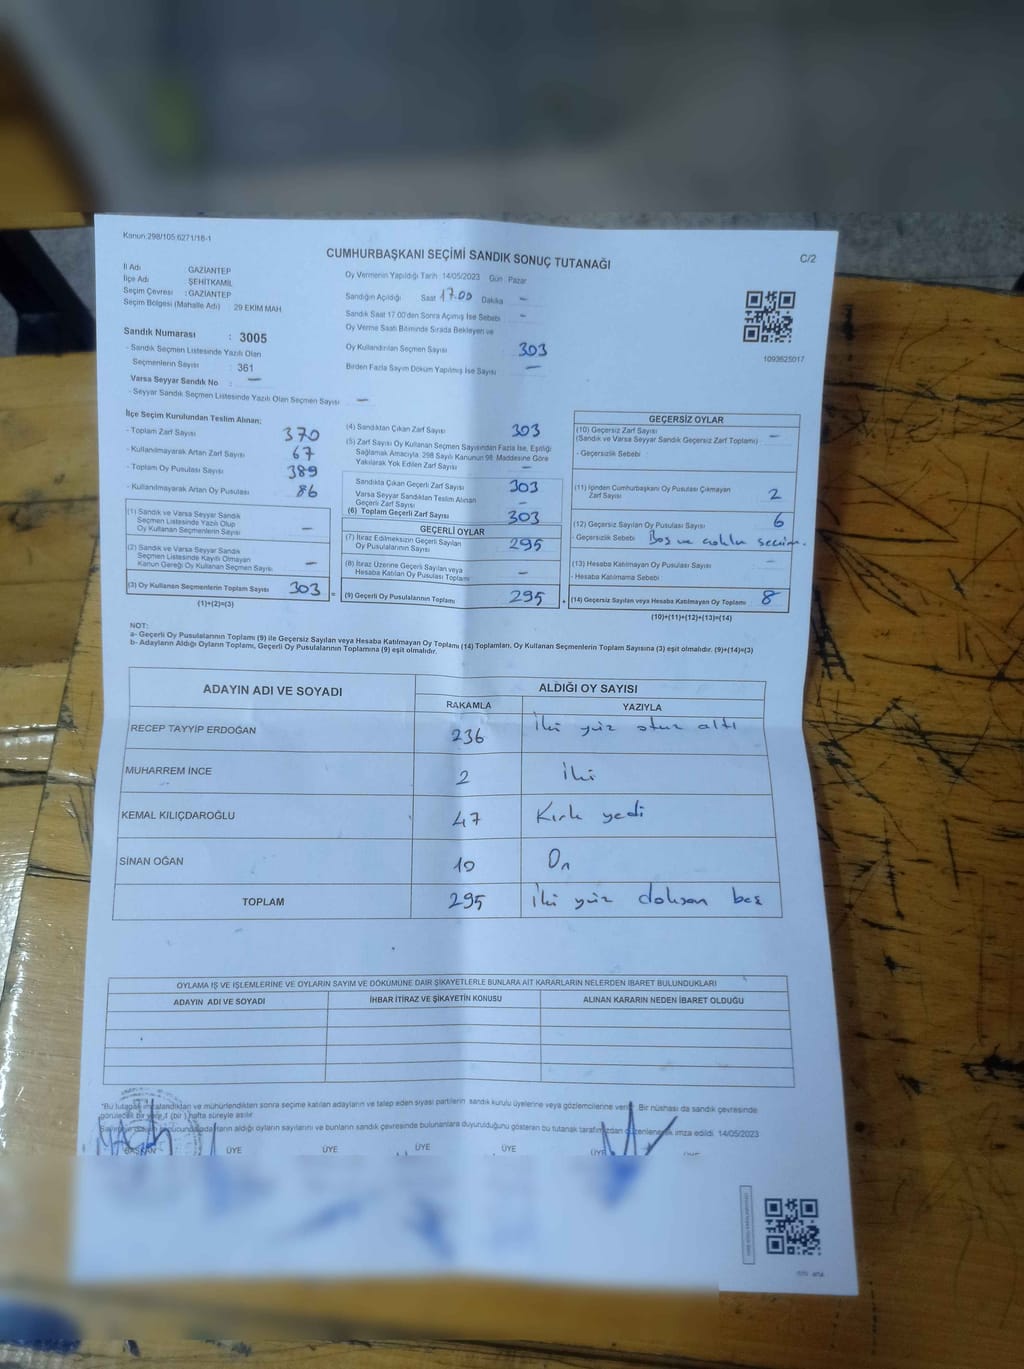 Kanun.298/105,6271/16-1
CUMHURBAŞKANI SEÇİMİ SANDIK SONUÇ TUTANAĞI
C/2
İl Adı GAZİANTEP
İlçe Adı ŞEHİTKAMİL
Seçim Çevresi : GAZİANTEP
Seçim Bölgesi (Mahalle Adı) : 29 EKİM MAH
Sandık Numarası : 3005
- Sandık Seçmen Listesinde Yazılı Olan
Seçmenlerin Sayısı : 361
Varsa Seyyar Sandık No : —
- Seyyar Sandık Seçmen Listesinde Yazılı Olan Seçmen Sayısı —
Oy Vermenin Yapıldığı Tarih 14/05/2023 Gün Pazar
Sandığın Açıldığı Saat 17.00 Dakika —
Sandık Saat 17.00'den Sonra Açılmış İse Sebebi —
Oy Verme Saati Bitiminde Sırada Bekleyen ve
Oy Kullandırılan Seçmen Sayısı 303
Birden Fazla Sayım Döküm Yapılmış İse Sayısı —
1093625017
İlçe Seçim Kurulundan Teslim Alınan;
- Toplam Zarf Sayısı 370
- Kullanılmayarak Artan Zarf Sayısı 67
- Toplam Oy Pusulası Sayısı 389
- Kullanılmayarak Artan Oy Pusulası 86
(1) Sandık ve Varsa Seyyar Sandık
Seçmen Listesinde Yazılı Olup
Oy Kullanan Seçmenlerin Sayısı —
(2) Sandık ve Varsa Seyyar Sandık
Seçmen Listesinde Kayıtlı Olmayan
Kanun Gereği Oy Kullanan Seçmen Sayısı —
(3) Oy Kullanan Seçmenlerin Toplam Sayısı 303
(1)+(2)=(3)
(4) Sandıktan Çıkan Zarf Sayısı 303
(5) Zarf Sayısı Oy Kullanan Seçmen Sayısından Fazla İse, Eşitliği
Sağlamak Amacıyla, 298 Sayılı Kanunun 98. Maddesine Göre
Yakılarak Yok Edilen Zarf Sayısı —
Sandıkta Çıkan Geçerli Zarf Sayısı 303
Varsa Seyyar Sandıktan Teslim Alınan
Geçerli Zarf Sayısı —
(6) Toplam Geçerli Zarf Sayısı 303
GEÇERLİ OYLAR
(7) İtiraz Edilmeksizin Geçerli Sayılan
Oy Pusulalarının Sayısı 295
(8) İtiraz Üzerine Geçerli Sayılan veya
Hesaba Katılan Oy Pusulası Toplamı —
(9) Geçerli Oy Pusulalarının Toplamı 295
GEÇERSİZ OYLAR
(10) Geçersiz Zarf Sayısı
(Sandık ve Varsa Seyyar Sandık Geçersiz Zarf Toplamı) —
- Geçersizlik Sebebi
(11) İçinden Cumhurbaşkanı Oy Pusulası Çıkmayan
Zarf Sayısı 2
(12) Geçersiz Sayılan Oy Pusulası Sayısı 6
Geçersizlik Sebebi Boş ve çoklu seçim.
(13) Hesaba Katılmayan Oy Pusulası Sayısı —
- Hesaba Katılmama Sebebi
(14) Geçersiz Sayılan veya Hesaba Katılmayan Oy Toplamı 8
(10)+(11)+(12)+(13)=(14)
NOT:
a- Geçerli Oy Pusulalarının Toplamı (9) ile Geçersiz Sayılan veya Hesaba Katılmayan Oy Toplamı (14) Toplamları, Oy Kullanan Seçmenlerin Toplam Sayısına (3) eşit olmalıdır. (9)+(14)=(3)
b- Adayların Aldığı Oyların Toplamı, Geçerli Oy Pusulalarının Toplamına (9) eşit olmalıdır.
ADAYIN ADI VE SOYADI ALDIĞI OY SAYISI
RAKAMLA YAZIYLA
RECEP TAYYİP ERDOĞAN 236 İki yüz otuz altı
MUHARREM İNCE 2 İki
KEMAL KILIÇDAROĞLU 47 Kırk yedi
SİNAN OĞAN 10 On
TOPLAM 295 İki yüz doksan beş
OYLAMA İŞ VE İŞLEMLERİNE VE OYLARIN SAYIM VE DÖKÜMÜNE DAİR ŞİKAYETLERLE BUNLARA AİT KARARLARIN NELERDEN İBARET BULUNDUKLARI
ADAYIN ADI VE SOYADI İHBAR İTİRAZ VE ŞİKAYETİN KONUSU ALINAN KARARIN NEDEN İBARET OLDUĞU
"Bu tutanak imzalandıktan ve mühürlendikten sonra seçime katılan adayların ve talep eden siyasi partilerin sandık kurulu üyelerine veya gözlemcilerine verilir. Bir nüshası da sandık çevresinde
görülecek bir yere 1 (bir) hafta süreyle asılır.
aldığı oyların sayılarını ve bunların sandık çevresinde bulunanlara duyurulduğunu gösteren bu tutanak tarafımızdan düzenlenerek imza edildi. 14/05/2023
BAŞKAN ÜYE ÜYE ÜYE ÜYE ÜYE